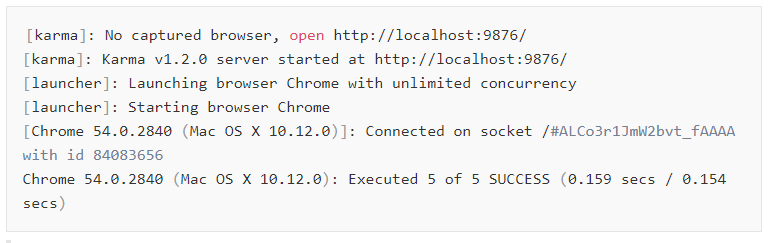 [karma]: No captured browser, open http://localhost:9876/
[karma]: Karma v1.2.0 server started at http://localhost:9876/
[launcher]: Launching browser Chrome with unlimited concurrency
[launcher]: Starting browser Chrome
[Chrome 54.0.2840 (Mac OS X 10.12.0)]: Connected on socket /#ALCo3r1JmW2bvt_fAAAA
with id 84083656
Chrome 54.0.2840 (Mac OS X 10.12.0): Executed 5 of 5 SUCCESS (0.159 secs / 0.154
secs)